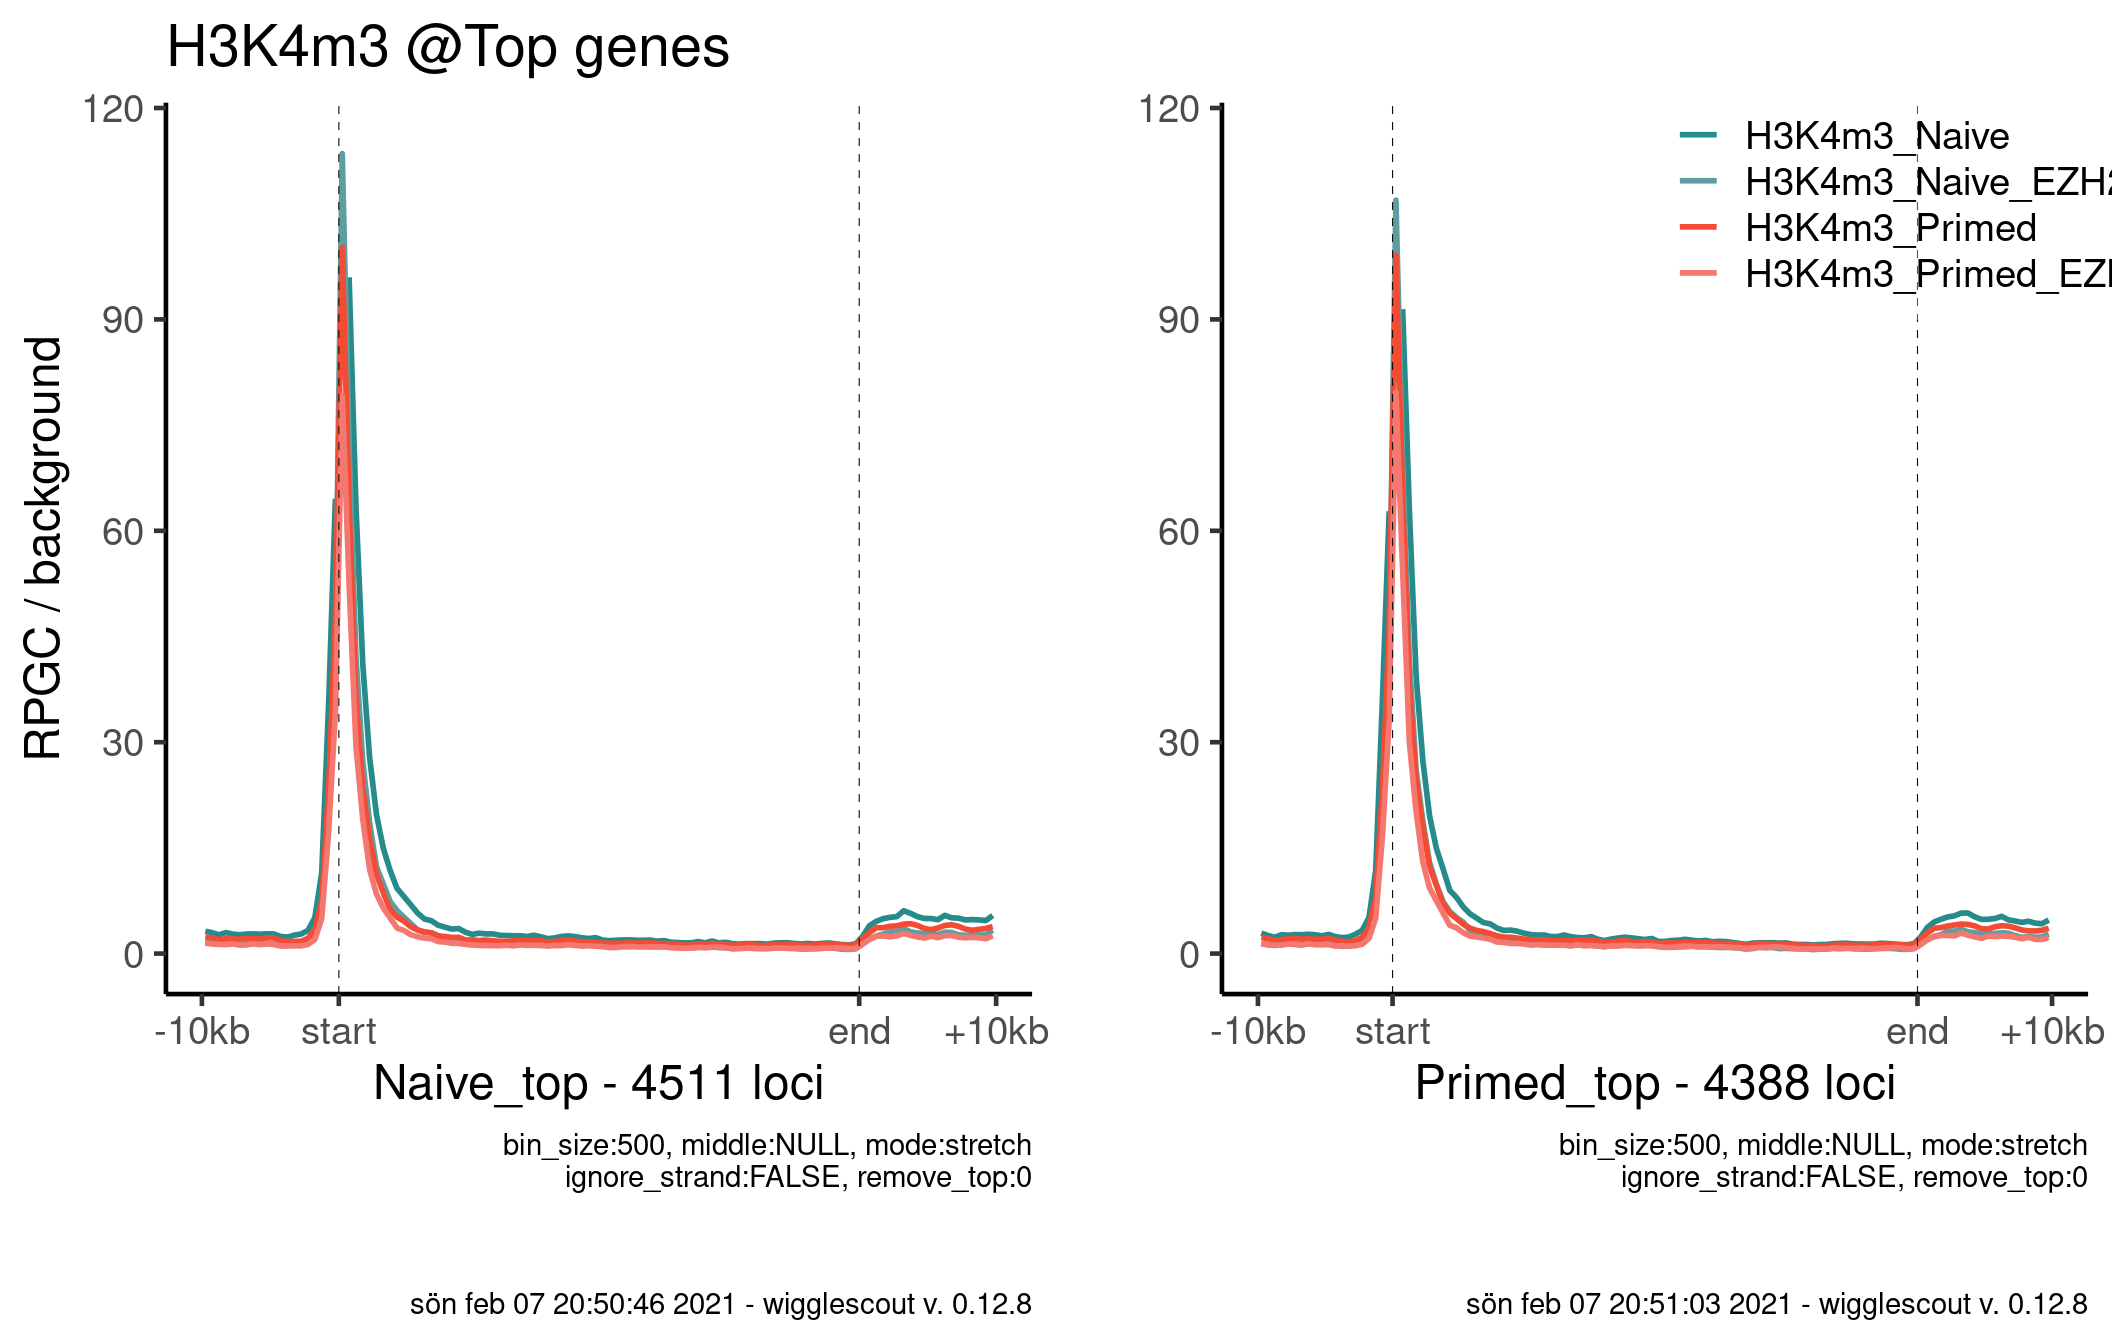 H3K4m3 @Top genes
RPGC / background
120
90
60
30
0
-10kb start end +10kb
Naive_top - 4511 loci
bin_size:500, middle:NULL, mode:stretch
ignore_strand:FALSE, remove_top:0
sön feb 07 20:50:46 2021 - wigglescout v. 0.12.8
120
90
60
30
0
H3K4m3_Naive
H3K4m3_Naive_EZH2
H3K4m3_Primed
H3K4m3_Primed_EZH
-10kb start end +10kb
Primed_top - 4388 loci
bin_size:500, middle:NULL, mode:stretch
ignore_strand:FALSE, remove_top:0
sön feb 07 20:51:03 2021 - wigglescout v. 0.12.8